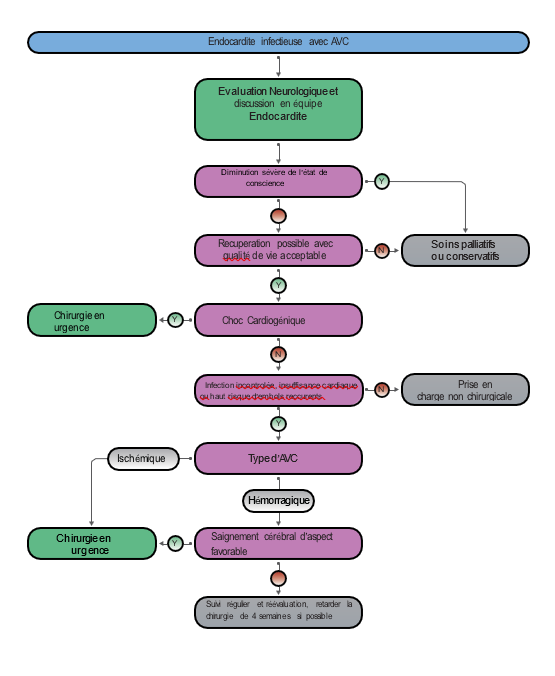 Endocardite infectieuse avec AVC
Evaluation Neurologique et
discussion en équipe
Endocardite
Diminution sévère de l'état de
conscience
Y
Recuperation possible avec
qualité de vie acceptable
N
Soins palliatifs
ou conservatifs
Y
Chirurgie en
urgence
Y
Choc Cardiogénique
N
Infection incontrolée, insuffisance cardiaque
ou haut risque d'embols reccurents.
N
Prise en
charge non chirurgicale
Y
Ischémique
Type d'AVC
Hémorragique
Chirurgie en
urgence
Y
Saignement cérébral d'aspect
favorable
Suivi régulier et réévaluation, retarder la
chirurgie de 4 semaines si possible